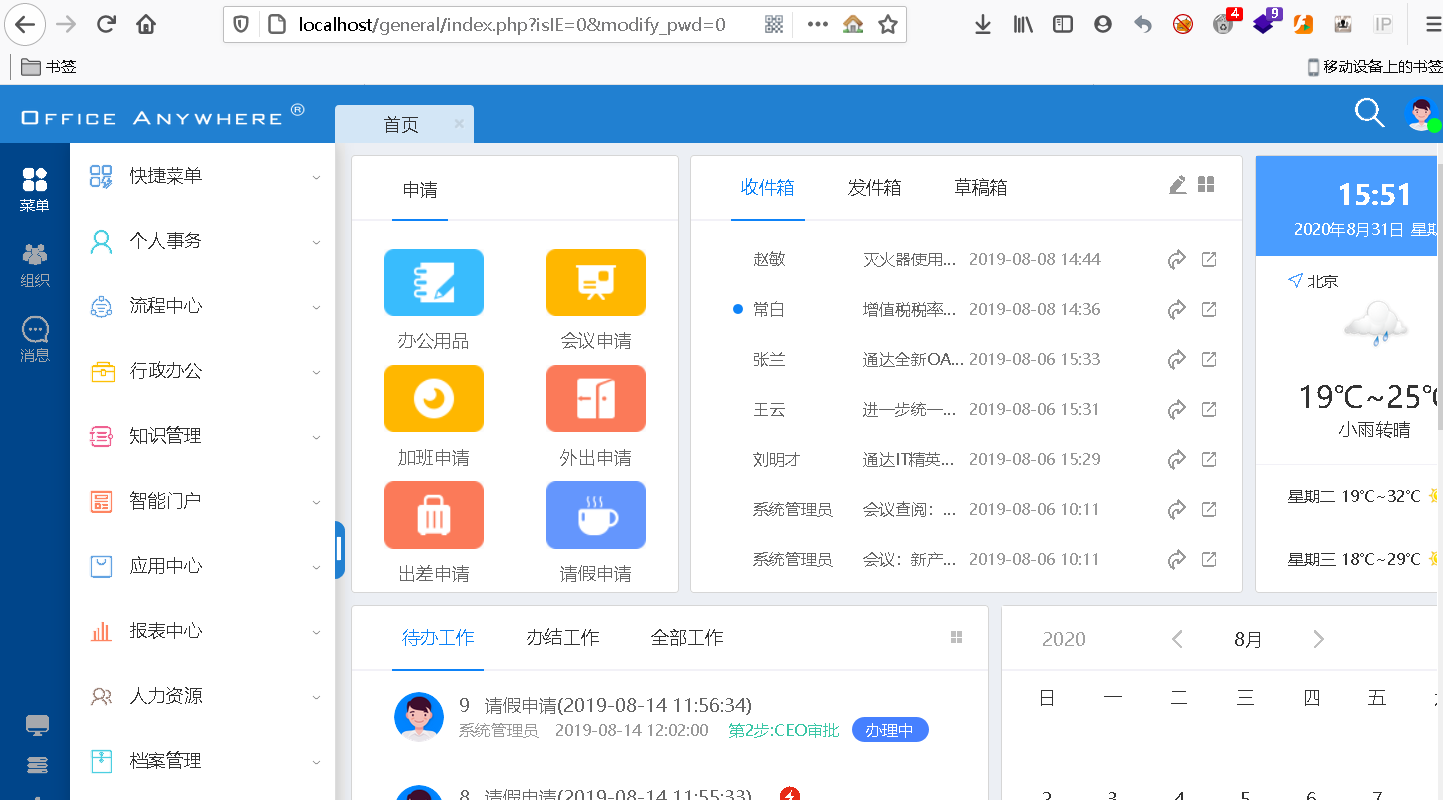 localhost/general/index.php?isIE=0&modify_pwd=0
4
9
IP
书签
移动设备上的书签
OFFICE ANYWHERE®
首页
菜单
组织
消息
快捷菜单
个人事务
流程中心
行政办公
知识管理
智能门户
应用中心
报表中心
人力资源
档案管理
申请
办公用品
会议申请
加班申请
外出申请
出差申请
请假申请
收件箱 发件箱 草稿箱
赵敏 灭火器使用... 2019-08-08 14:44
常白 增值税税率... 2019-08-08 14:36
张兰 通达全新OA... 2019-08-06 15:33
王云 进一步统一... 2019-08-06 15:31
刘明才 通达IT精英... 2019-08-06 15:29
系统管理员 会议查阅：... 2019-08-06 10:11
系统管理员 会议：新产... 2019-08-06 10:11
15:51
2020年8月31日 星期
北京
19℃~25℃
小雨转晴
星期二 19℃~32℃
星期三 18℃~29℃
待办工作 办结工作 全部工作
9 请假申请(2019-08-14 11:56:34)
系统管理员 2019-08-14 12:02:00 第2步:CEO审批 办理中
8 请假申请(2019-08-14 11:55:33)
2020 8月
日 一 二 三 四 五
2 3 4 5 6 7